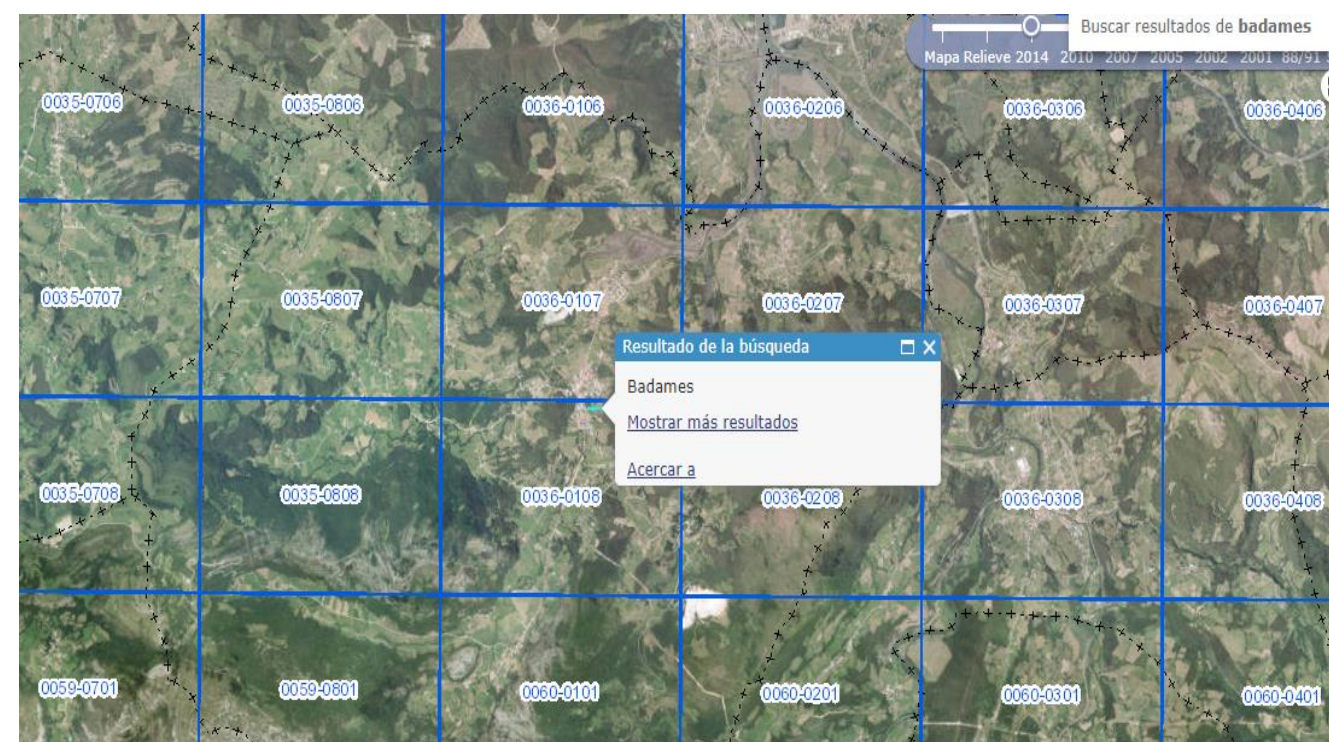 Buscar resultados de badames
Mapa Relieve 2014 2010 2007 2005 2002 2001 88/91
0035-0706 0035-0806 0036-0106 0036-0206 0036-0306 0036-0406
0035-0707 0035-0807 0036-0107 0036-0207 0036-0307 0036-0407
Resultado de la búsqueda
Badames
Mostrar más resultados
Acercar a
0035-0708 0035-0808 0036-0108 0036-0208 0036-0308 0036-0408
0059-0701 0059-0801 0060-0101 0060-0201 0060-0301 0060-0401